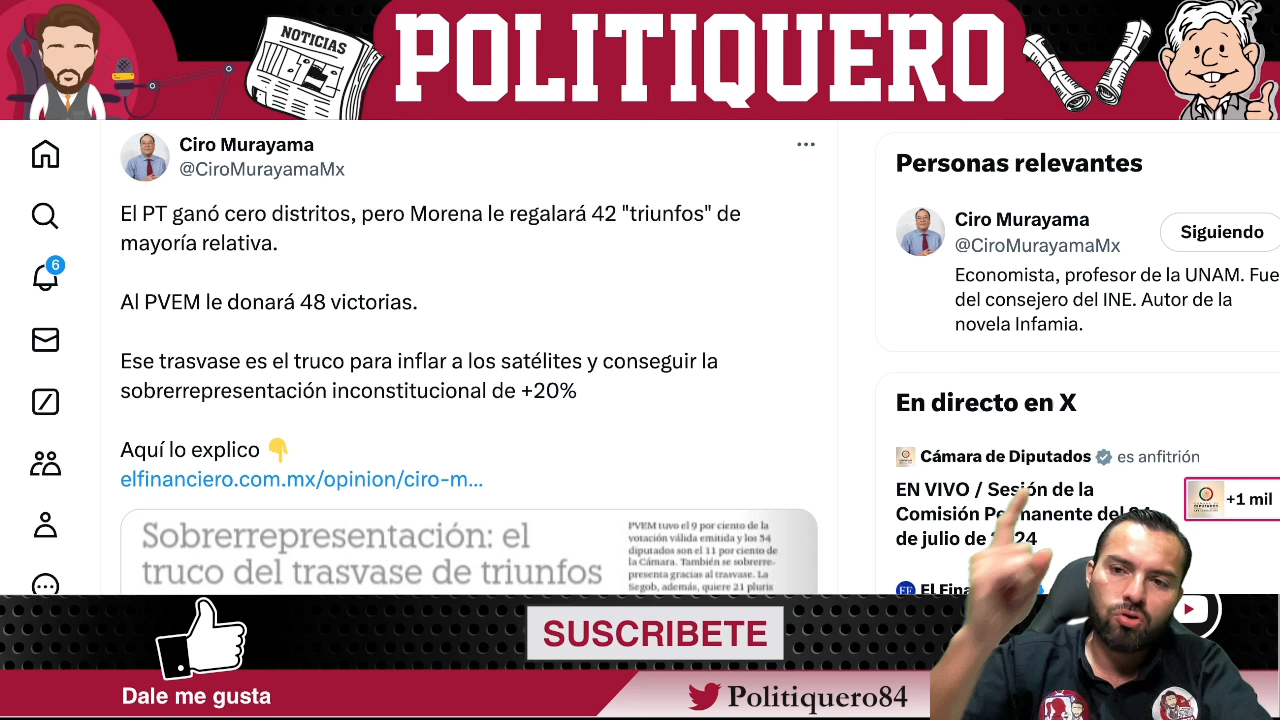 NOTICIAS
POLITIQUERO
Ciro Murayama
@CiroMurayamaMx
El PT ganó cero distritos, pero Morena le regalará 42 "triunfos" de
mayoría relativa.
Al PVEM le donará 48 victorias.
Ese trasvase es el truco para inflar a los satélites y conseguir la
sobrerrepresentación inconstitucional de +20%
Aquí lo explico 👇
elfinanciero.com.mx/opinion/ciro-m...
Sobrerrepresentación: el
truco del trasvase de triunfos
PVEM tuvo el 9 por ciento de la
votación válida emitida y los 54
diputados son el 11 por ciento de
la Cámara. También se sobrerre-
presenta gracias al trasvase. La
Segob, además, quiere 21 pluris
6
Personas relevantes
Ciro Murayama
@CiroMurayamaMx
Siguiendo
Economista, profesor de la UNAM. Fue
del consejero del INE. Autor de la
novela Infamia.
En directo en X
Cámara de Diputados es anfitrión
EN VIVO / Sesión de la
Comisión Permanente del 24
de julio de 2024
+1 mil
EF El Fina
SUSCRIBETE
Dale me gusta
Politiquero84